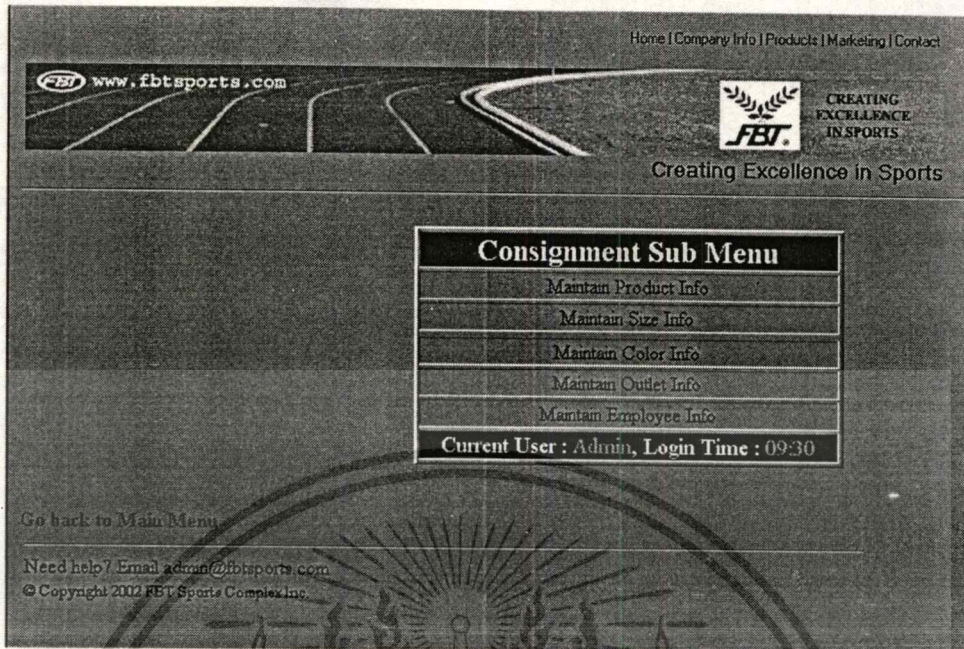 Home | Company Info | Products | Marketing | Contact
FBT www.fbtsports.com
FBT.
CREATING
EXCELLENCE
IN SPORTS
Creating Excellence in Sports
Consignment Sub Menu
Maintain Product Info
Maintain Size Info
Maintain Color Info
Maintain Outlet Info
Maintain Employee Info
Current User : Admin, Login Time : 09:30
Go back to Main Menu
Need help? Email admin@fbtsports.com
© Copyright 2002 FBT Sports Complex Inc.